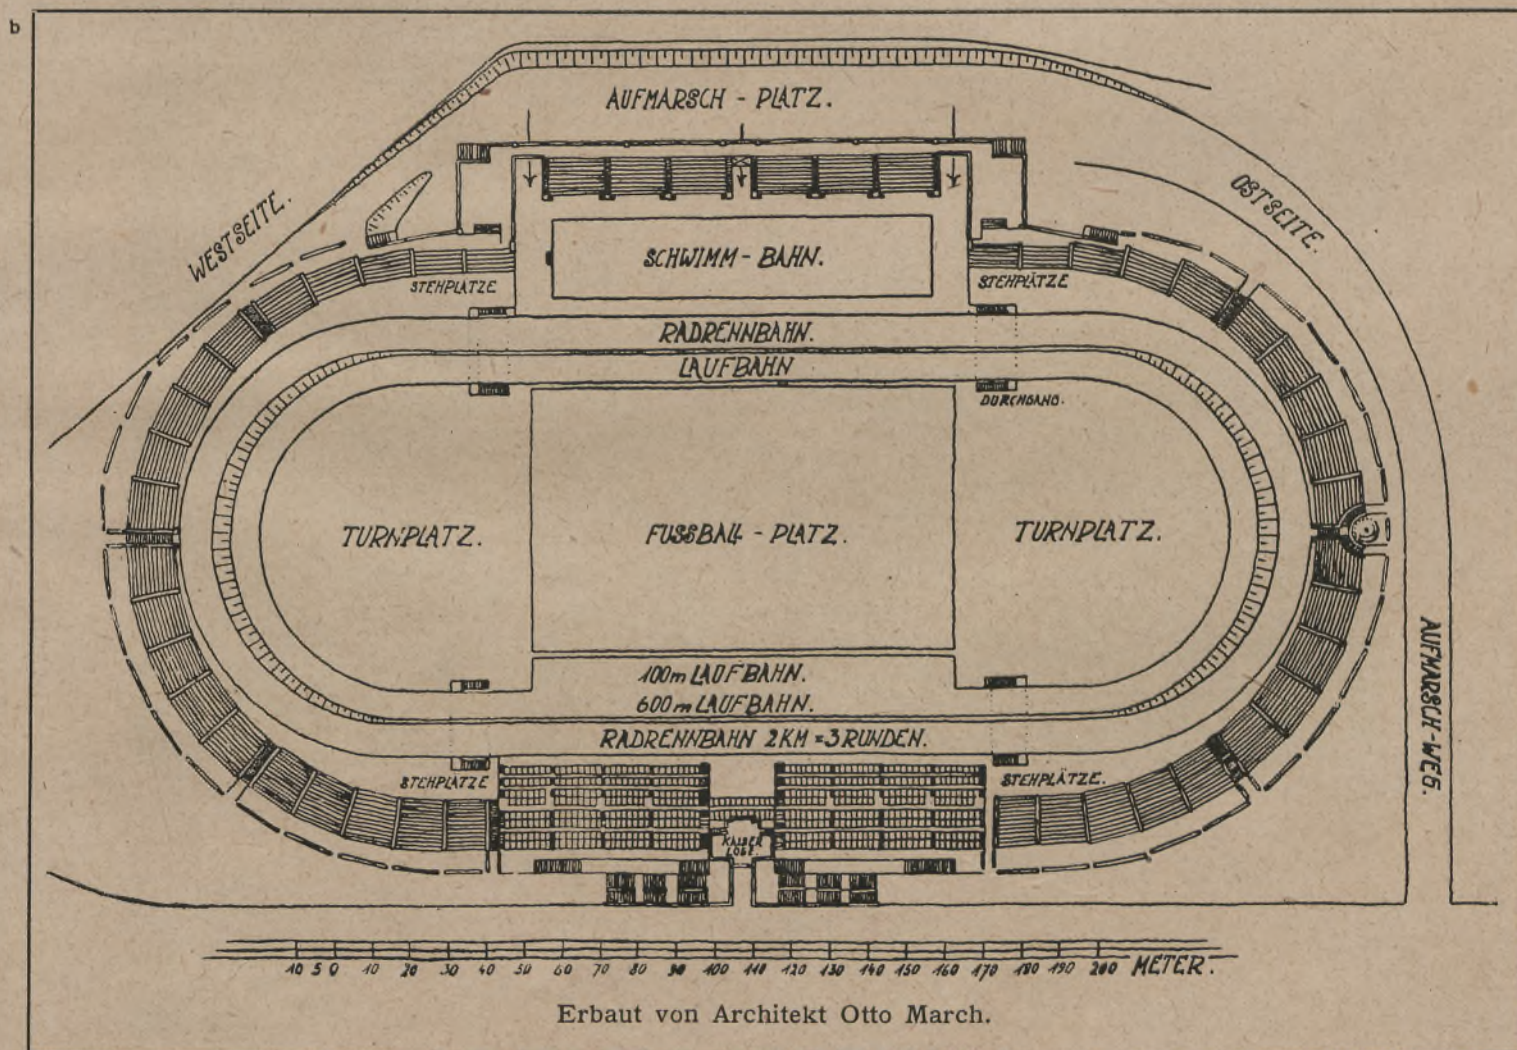 b
AUFMARSCH - PLATZ.
WESTSEITE.
OSTSEITE.
SCHWIMM - BAHN.
STEHPLÄTZE
STEHPLÄTZE
RADRENNBAHN.
LAUFBAHN
DURCHGANG.
TURNPLATZ.
FUSSBALL - PLATZ.
TURNPLATZ.
100m LAUFBAHN.
600m LAUFBAHN.
RADRENNBAHN 2KM = 3 RUNDEN.
STEHPLÄTZE
STEHPLÄTZE.
AUFMARSCH-WEG.
KAISER
LOGE.
10 5 0 10 20 30 40 50 60 70 80 90 100 110 120 130 140 150 160 170 180 190 200 METER.
Erbaut von Architekt Otto March.